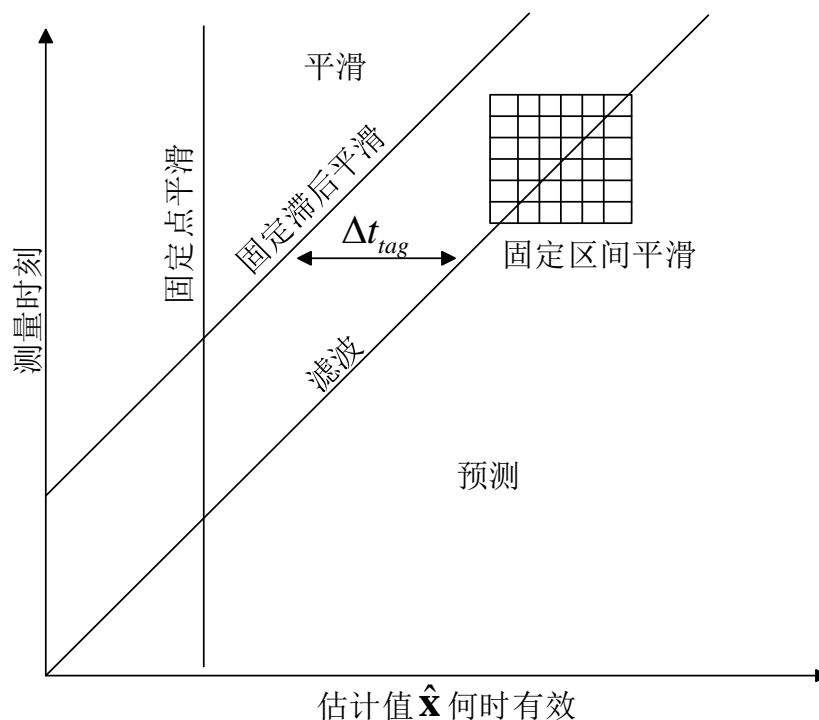 平滑
固定点平滑
固定滞后平滑
Δt_tag
固定区间平滑
测量时刻
滤波
预测
估计值 x̂ 何时有效